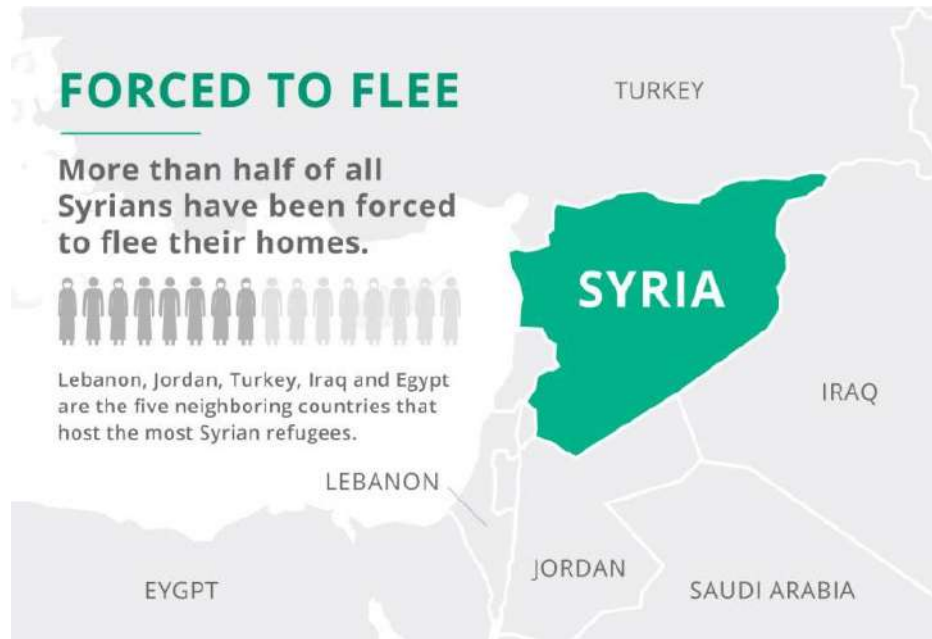 FORCED TO FLEE
More than half of all
Syrians have been forced
to flee their homes.
Lebanon, Jordan, Turkey, Iraq and Egypt
are the five neighboring countries that
host the most Syrian refugees.
TURKEY
SYRIA
IRAQ
LEBANON
JORDAN
EYGPT
SAUDI ARABIA